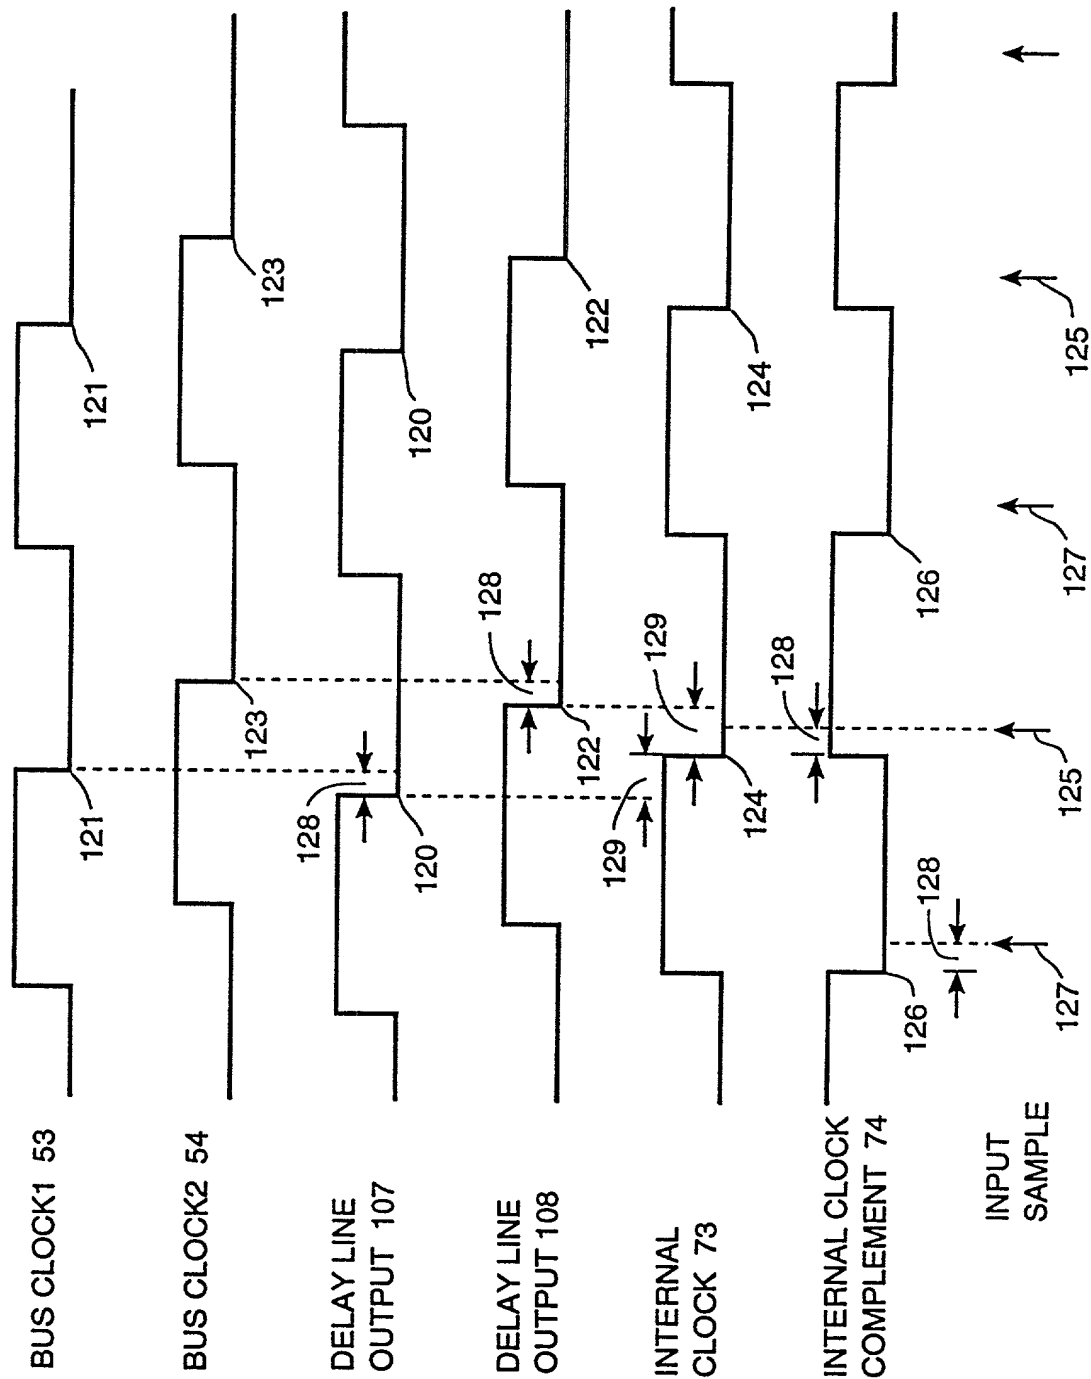 BUS CLOCK1 53
121
121
BUS CLOCK2 54
123
123
DELAY LINE
OUTPUT 107
128
120
120
DELAY LINE
OUTPUT 108
122
128
122
INTERNAL
CLOCK 73
129
124
129
124
INTERNAL CLOCK
COMPLEMENT 74
126
128
128
126
INPUT
SAMPLE
127
125
127
125